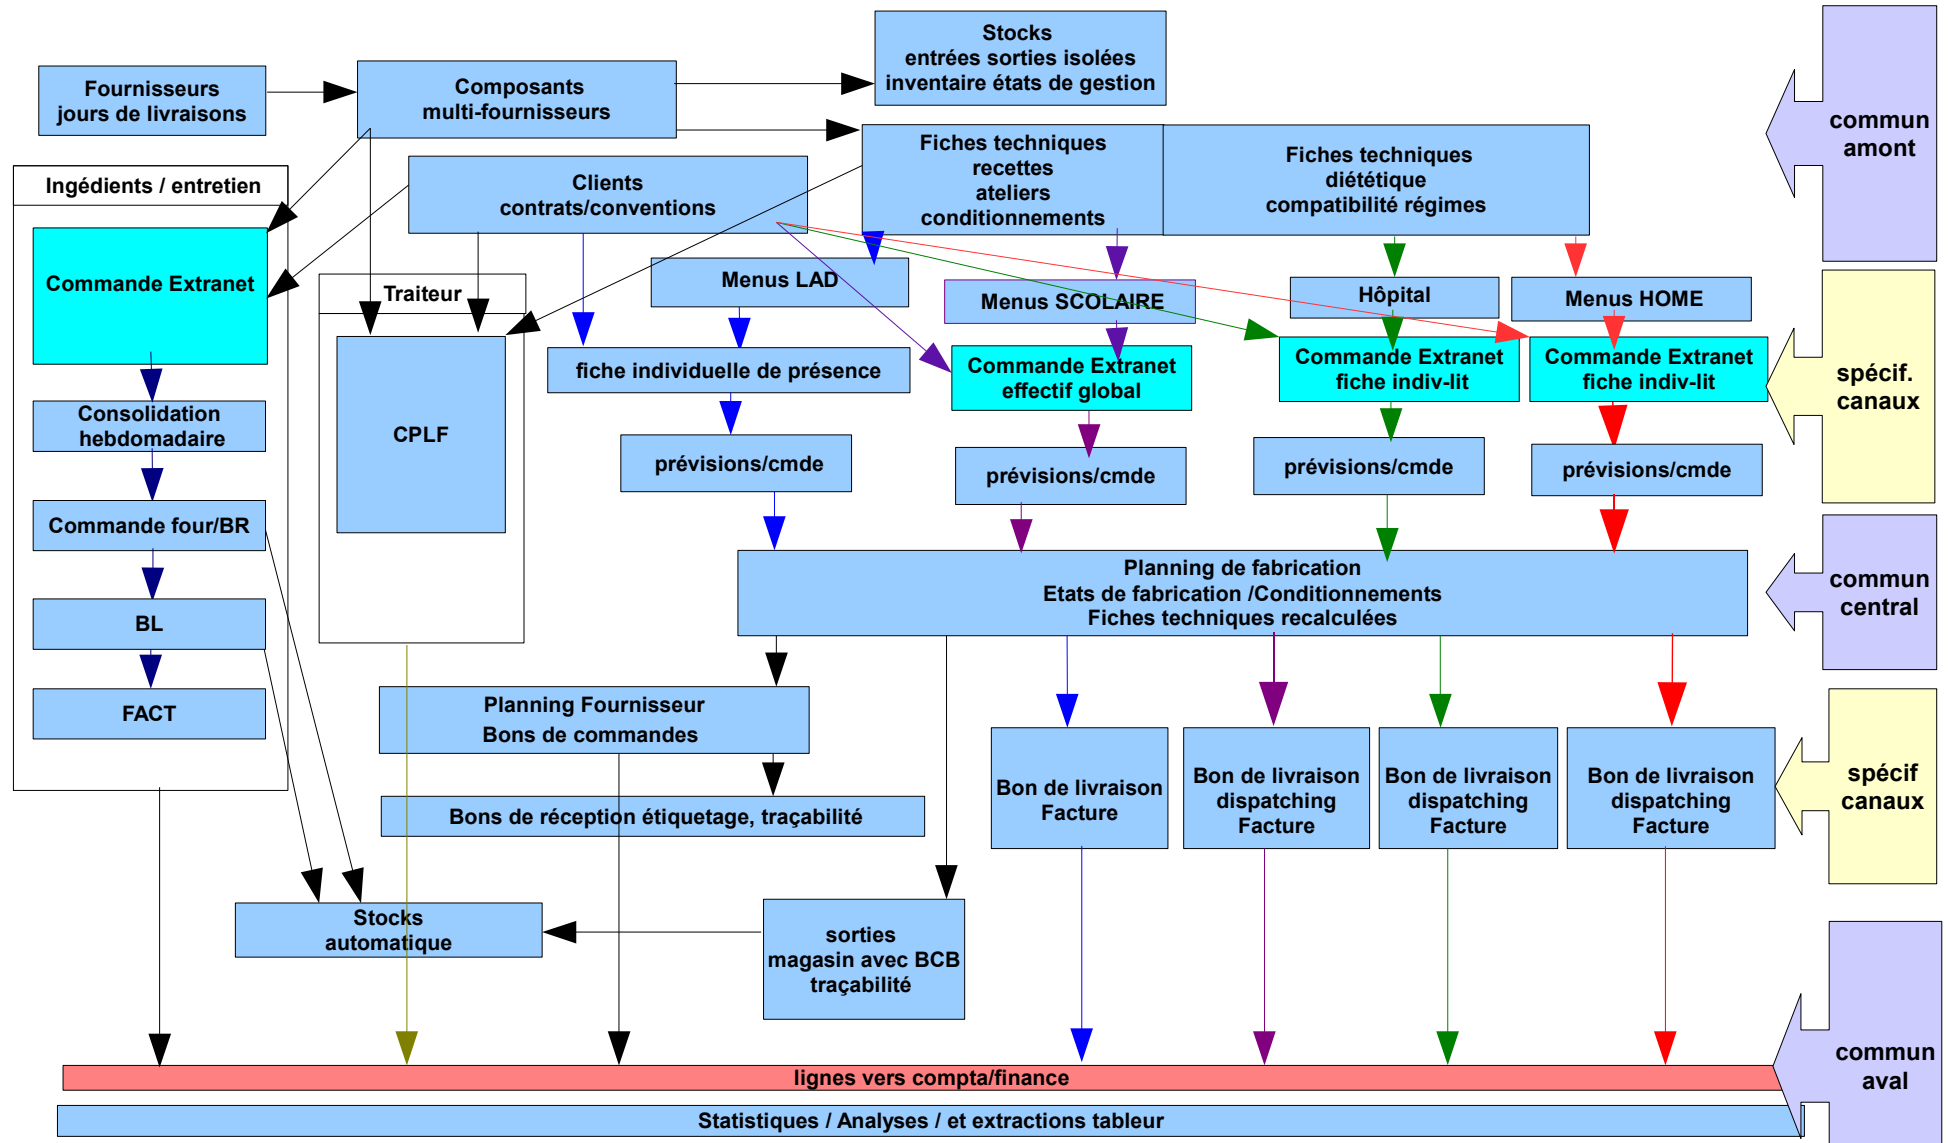 Stocks
entrées sorties isolées
inventaire états de gestion
Fournisseurs
jours de livraisons
Composants
multi-fournisseurs
commun
amont
Fiches techniques
recettes
ateliers
conditionnements
Fiches techniques
diététique
compatibilité régimes
Ingédients / entretien
Clients
contrats/conventions
Commande Extranet
Traiteur
Menus LAD
Menus SCOLAIRE
Hôpital
Menus HOME
CPLF
fiche individuelle de présence
Commande Extranet
effectif global
Commande Extranet
fiche indiv-lit
Commande Extranet
fiche indiv-lit
spécif.
canaux
Consolidation
hebdomadaire
prévisions/cmde
prévisions/cmde
prévisions/cmde
prévisions/cmde
Commande four/BR
BL
FACT
Planning de fabrication
Etats de fabrication /Conditionnements
Fiches techniques recalculées
commun
central
Planning Fournisseur
Bons de commandes
Bons de réception étiquetage, traçabilité
Bon de livraison
Facture
Bon de livraison
dispatching
Facture
Bon de livraison
dispatching
Facture
Bon de livraison
dispatching
Facture
spécif
canaux
Stocks
automatique
sorties
magasin avec BCB
traçabilité
commun
aval
lignes vers compta/finance
Statistiques / Analyses / et extractions tableur